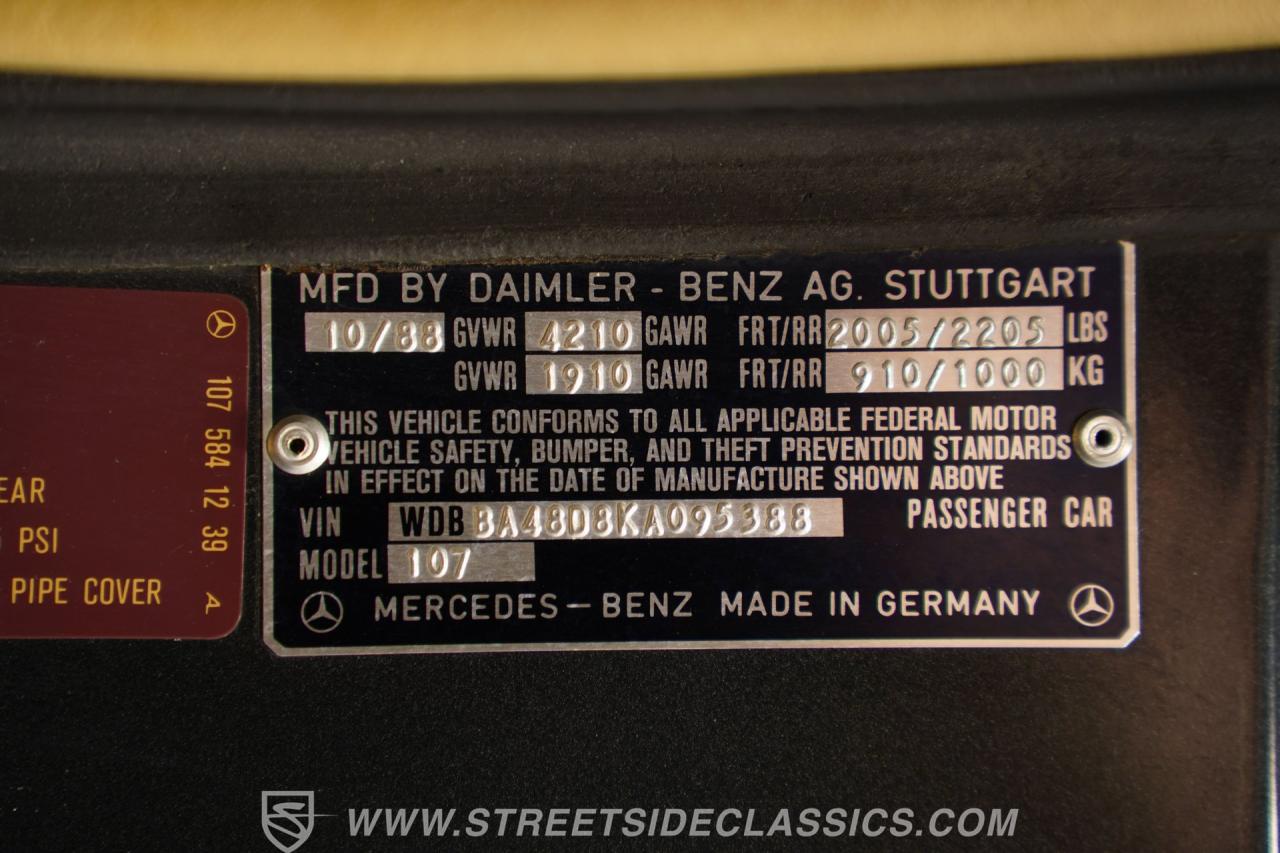 MFD BY DAIMLER - BENZ AG. STUTTGART
10/88 GVWR 4210 GAWR FRT/RR 2005/2205 LBS
GVWR 1910 GAWR FRT/RR 910/1000 KG
THIS VEHICLE CONFORMS TO ALL APPLICABLE FEDERAL MOTOR
VEHICLE SAFETY, BUMPER, AND THEFT PREVENTION STANDARDS
IN EFFECT ON THE DATE OF MANUFACTURE SHOWN ABOVE
VIN WDBBA48D8KA095388 PASSENGER CAR
MODEL 107
MERCEDES - BENZ MADE IN GERMANY
107 584 12 39 A
PSI
PIPE COVER
WWW.STREETSIDECLASSICS.COM